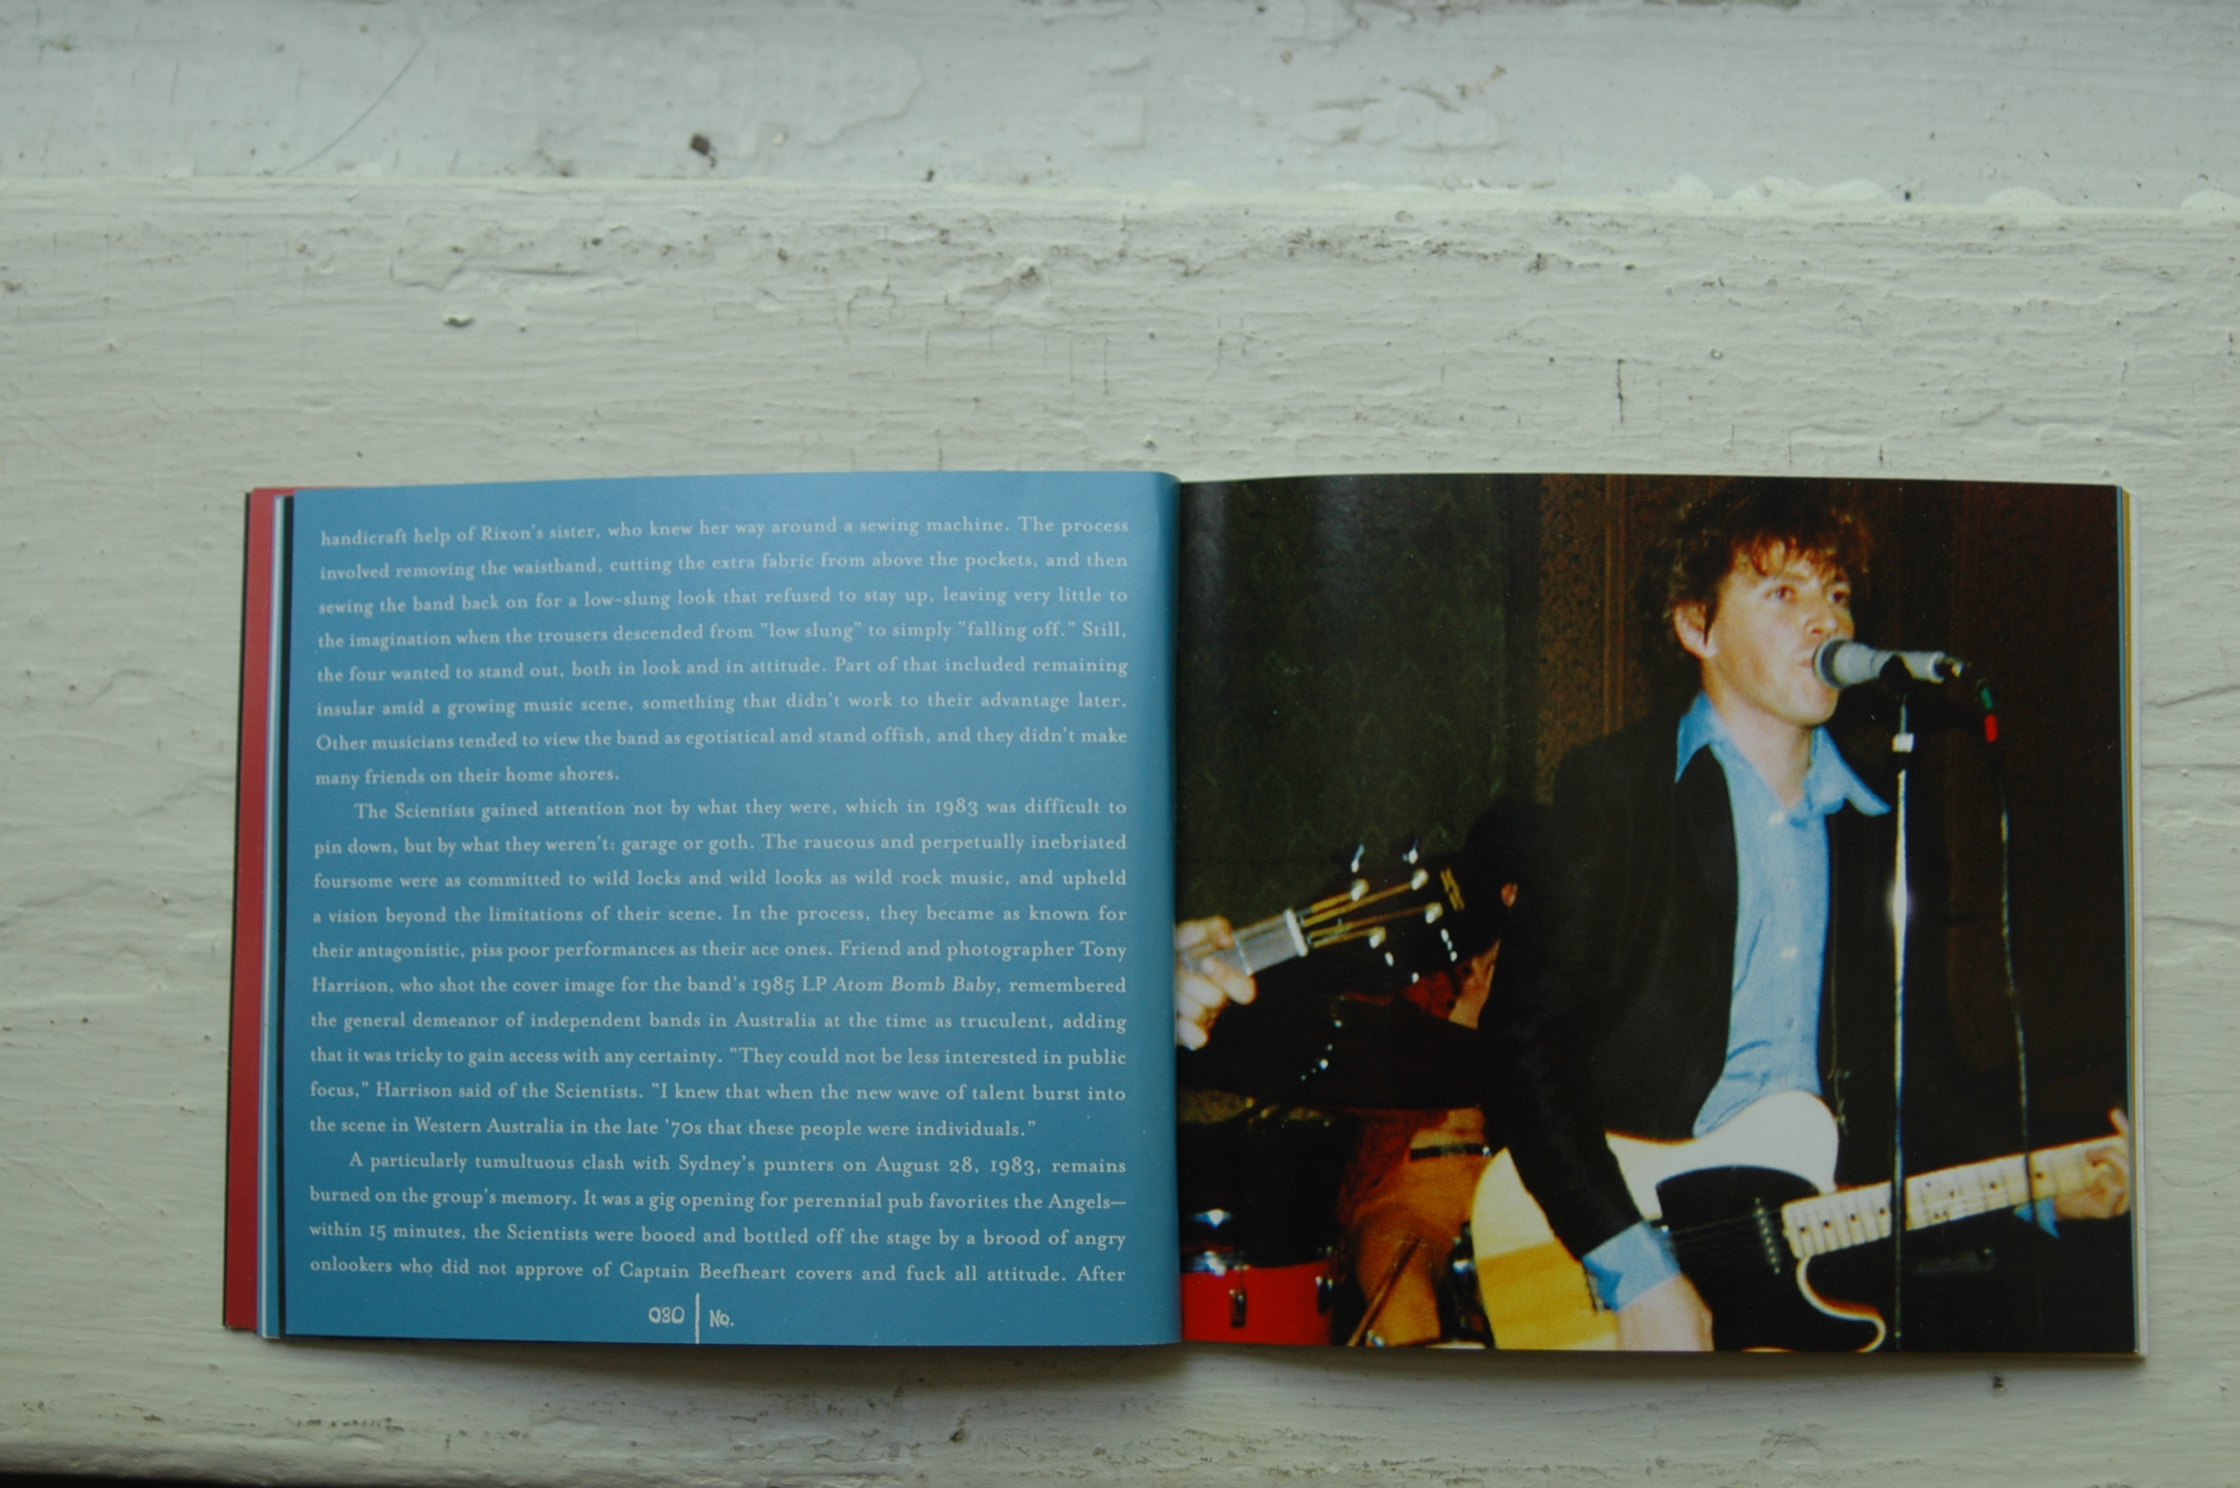 handicraft help of Rixon's sister, who knew her way around a sewing machine. The process
involved removing the waistband, cutting the extra fabric from above the pockets, and then
sewing the band back on for a low-slung look that refused to stay up, leaving very little to
the imagination when the trousers descended from "low slung" to simply "falling off." Still,
the four wanted to stand out, both in look and in attitude. Part of that included remaining
insular amid a growing music scene, something that didn't work to their advantage later.
Other musicians tended to view the band as egotistical and stand offish, and they didn't make
many friends on their home shores.
The Scientists gained attention not by what they were, which in 1983 was difficult to
pin down, but by what they weren't: garage or goth. The raucous and perpetually inebriated
foursome were as committed to wild locks and wild looks as wild rock music, and upheld
a vision beyond the limitations of their scene. In the process, they became as known for
their antagonistic, piss poor performances as their ace ones. Friend and photographer Tony
Harrison, who shot the cover image for the band's 1985 LP Atom Bomb Baby, remembered
the general demeanor of independent bands in Australia at the time as truculent, adding
that it was tricky to gain access with any certainty. "They could not be less interested in public
focus," Harrison said of the Scientists. "I knew that when the new wave of talent burst into
the scene in Western Australia in the late '70s that these people were individuals."
A particularly tumultuous clash with Sydney's punters on August 28, 1983, remains
burned on the group's memory. It was a gig opening for perennial pub favorites the Angels—
within 15 minutes, the Scientists were booed and bottled off the stage by a brood of angry
onlookers who did not approve of Captain Beefheart covers and fuck all attitude. After
080 | No.